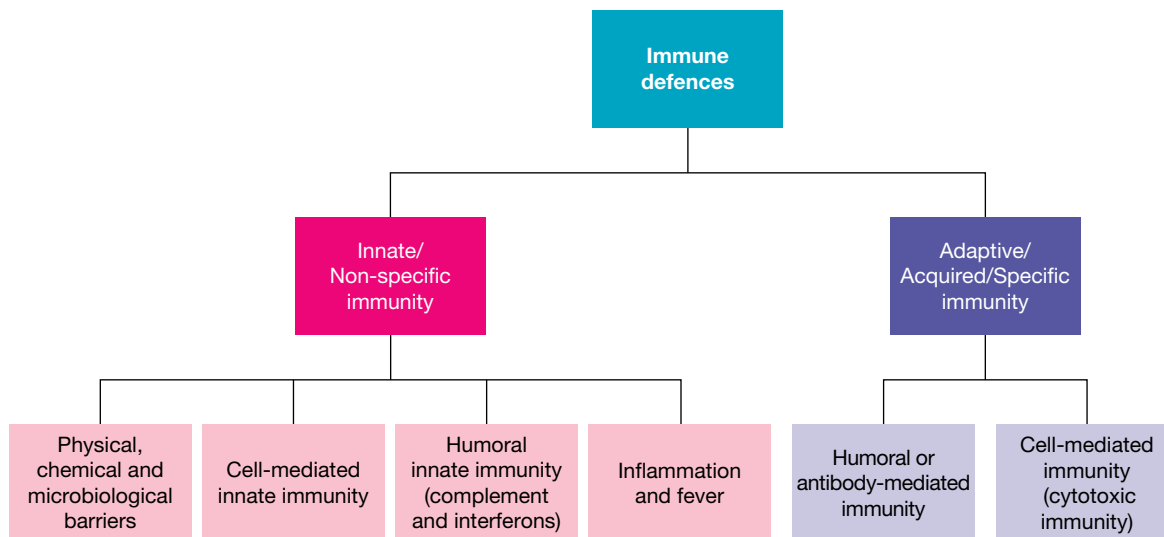 Immune
defences
Innate/
Non-specific
immunity
Adaptive/
Acquired/Specific
immunity
Physical,
chemical and
microbiological
barriers
Cell-mediated
innate immunity
Humoral
innate immunity
(complement
and interferons)
Inflammation
and fever
Humoral or
antibody-mediated
immunity
Cell-mediated
immunity
(cytotoxic
immunity)